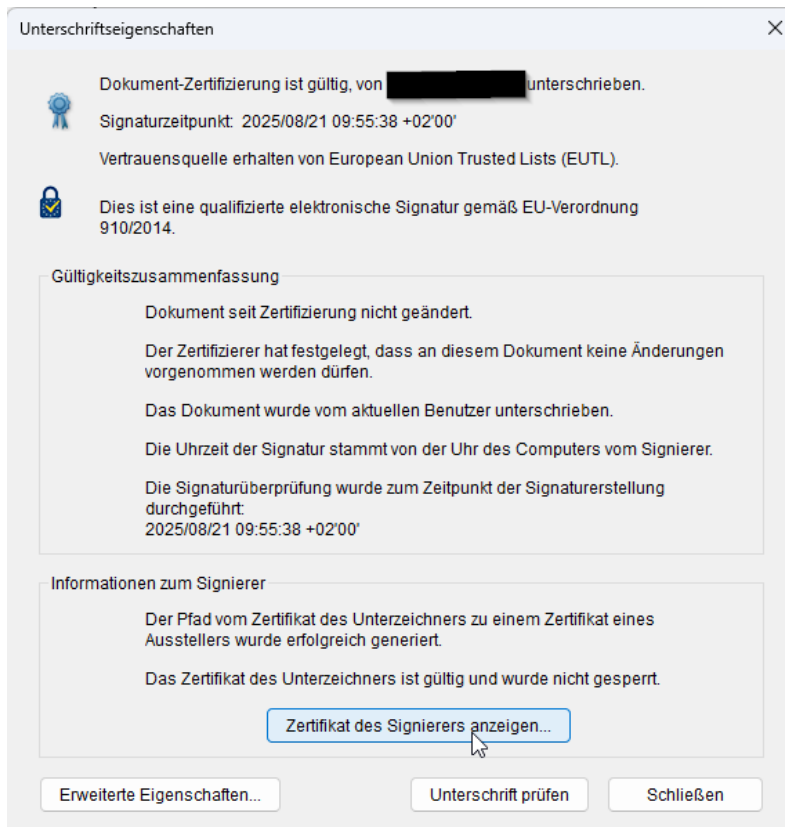 Unterschriftseigenschaften
Dokument-Zertifizierung ist gültig, von unterschrieben.
Signaturzeitpunkt: 2025/08/21 09:55:38 +02'00'
Vertrauensquelle erhalten von European Union Trusted Lists (EUTL).
Dies ist eine qualifizierte elektronische Signatur gemäß EU-Verordnung
910/2014.
Gültigkeitszusammenfassung
Dokument seit Zertifizierung nicht geändert.
Der Zertifizierer hat festgelegt, dass an diesem Dokument keine Änderungen
vorgenommen werden dürfen.
Das Dokument wurde vom aktuellen Benutzer unterschrieben.
Die Uhrzeit der Signatur stammt von der Uhr des Computers vom Signierer.
Die Signaturüberprüfung wurde zum Zeitpunkt der Signaturerstellung
durchgeführt:
2025/08/21 09:55:38 +02'00'
Informationen zum Signierer
Der Pfad vom Zertifikat des Unterzeichners zu einem Zertifikat eines
Ausstellers wurde erfolgreich generiert.
Das Zertifikat des Unterzeichners ist gültig und wurde nicht gesperrt.
Zertifikat des Signierers anzeigen...
Erweiterte Eigenschaften...
Unterschrift prüfen
Schließen